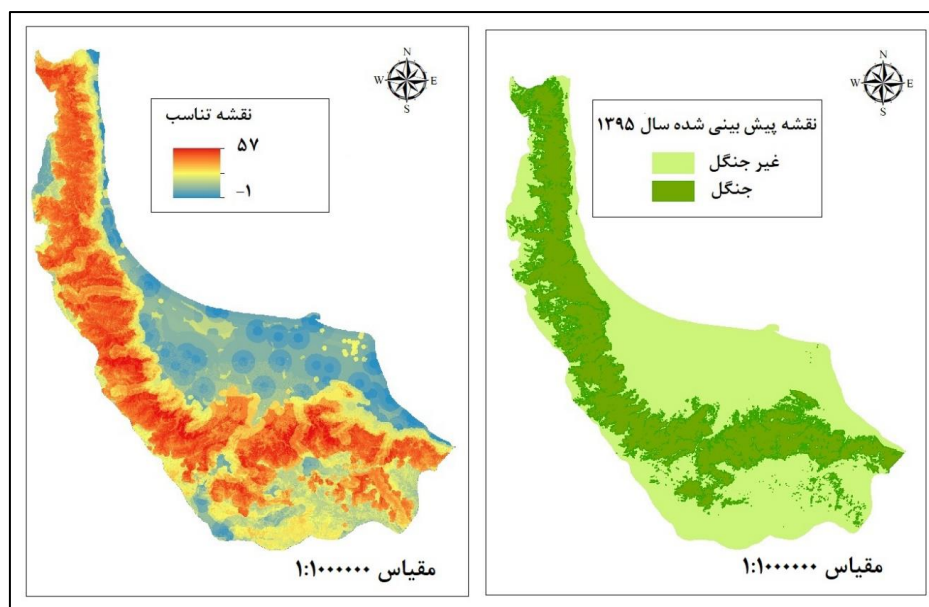 N
W E
S
نقشه تناسب
۵۷
-۱
مقیاس ۱:۱۰۰۰۰۰۰
N
W E
S
نقشه پیش بینی شده سال ۱۳۹۵
غیر جنگل
جنگل
مقیاس ۱:۱۰۰۰۰۰۰